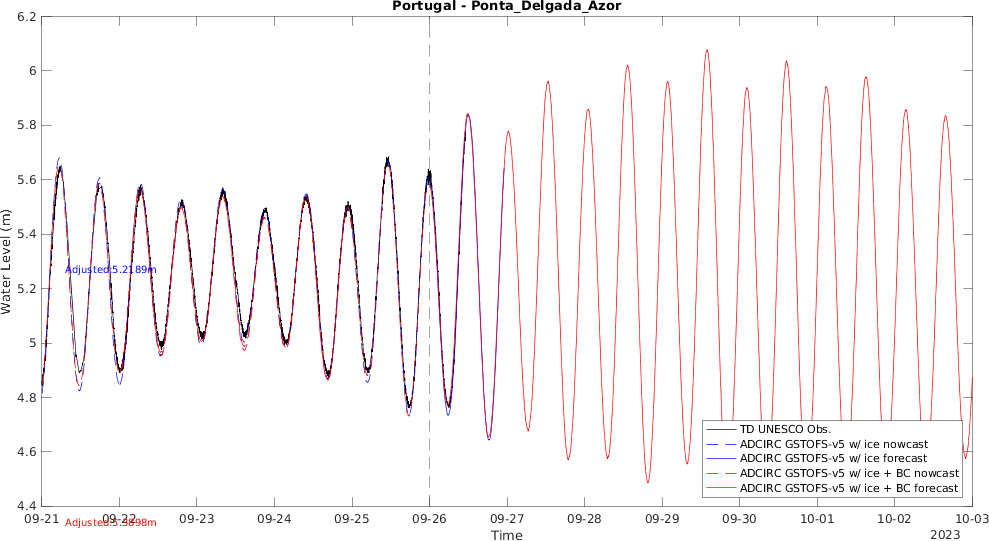 Portugal - Ponta_Delgada_Azor
6.2
6
5.8
5.6
5.4
5.2
5
4.8
4.6
4.4
Water Level (m)
Adjusted:5.2189m
TD UNESCO Obs.
ADCIRC GSTOFS-v5 w/ ice nowcast
ADCIRC GSTOFS-v5 w/ ice forecast
ADCIRC GSTOFS-v5 w/ ice + BC nowcast
ADCIRC GSTOFS-v5 w/ ice + BC forecast
09-21 09-22 09-23 09-24 09-25 09-26 09-27 09-28 09-29 09-30 10-01 10-02 10-03
Time
2023